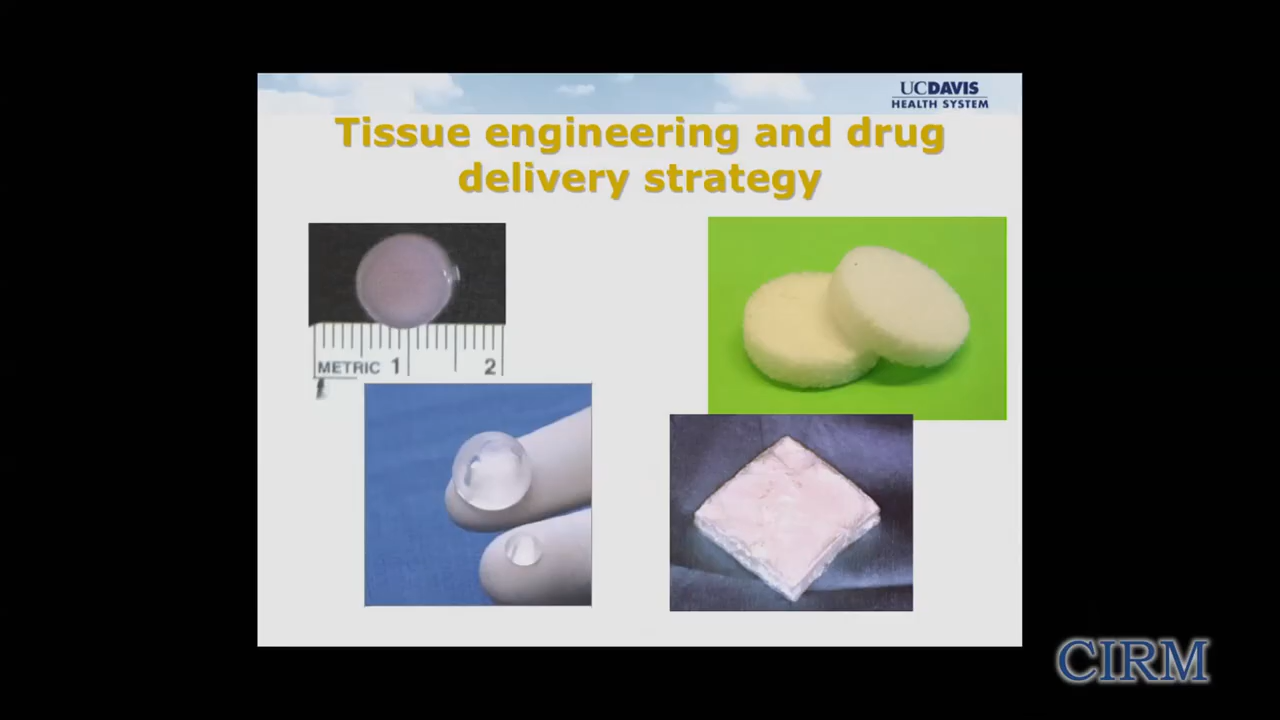 UCDAVIS
HEALTH SYSTEM
Tissue engineering and drug
delivery strategy
METRIC 1 2
CIRM